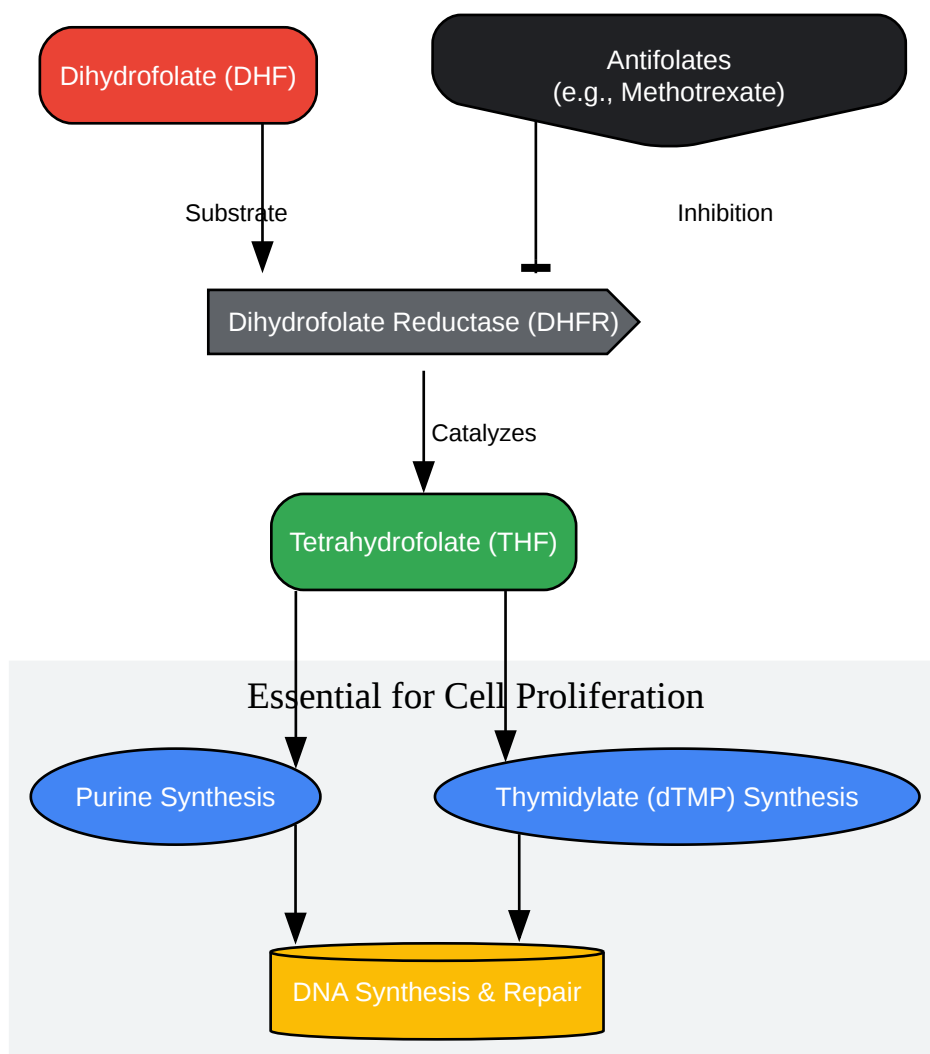 Dihydrofolate (DHF)
Antifolates
(e.g., Methotrexate)
Substrate
Inhibition
Dihydrofolate Reductase (DHFR)
Catalyzes
Tetrahydrofolate (THF)
Essential for Cell Proliferation
Purine Synthesis
Thymidylate (dTMP) Synthesis
DNA Synthesis & Repair